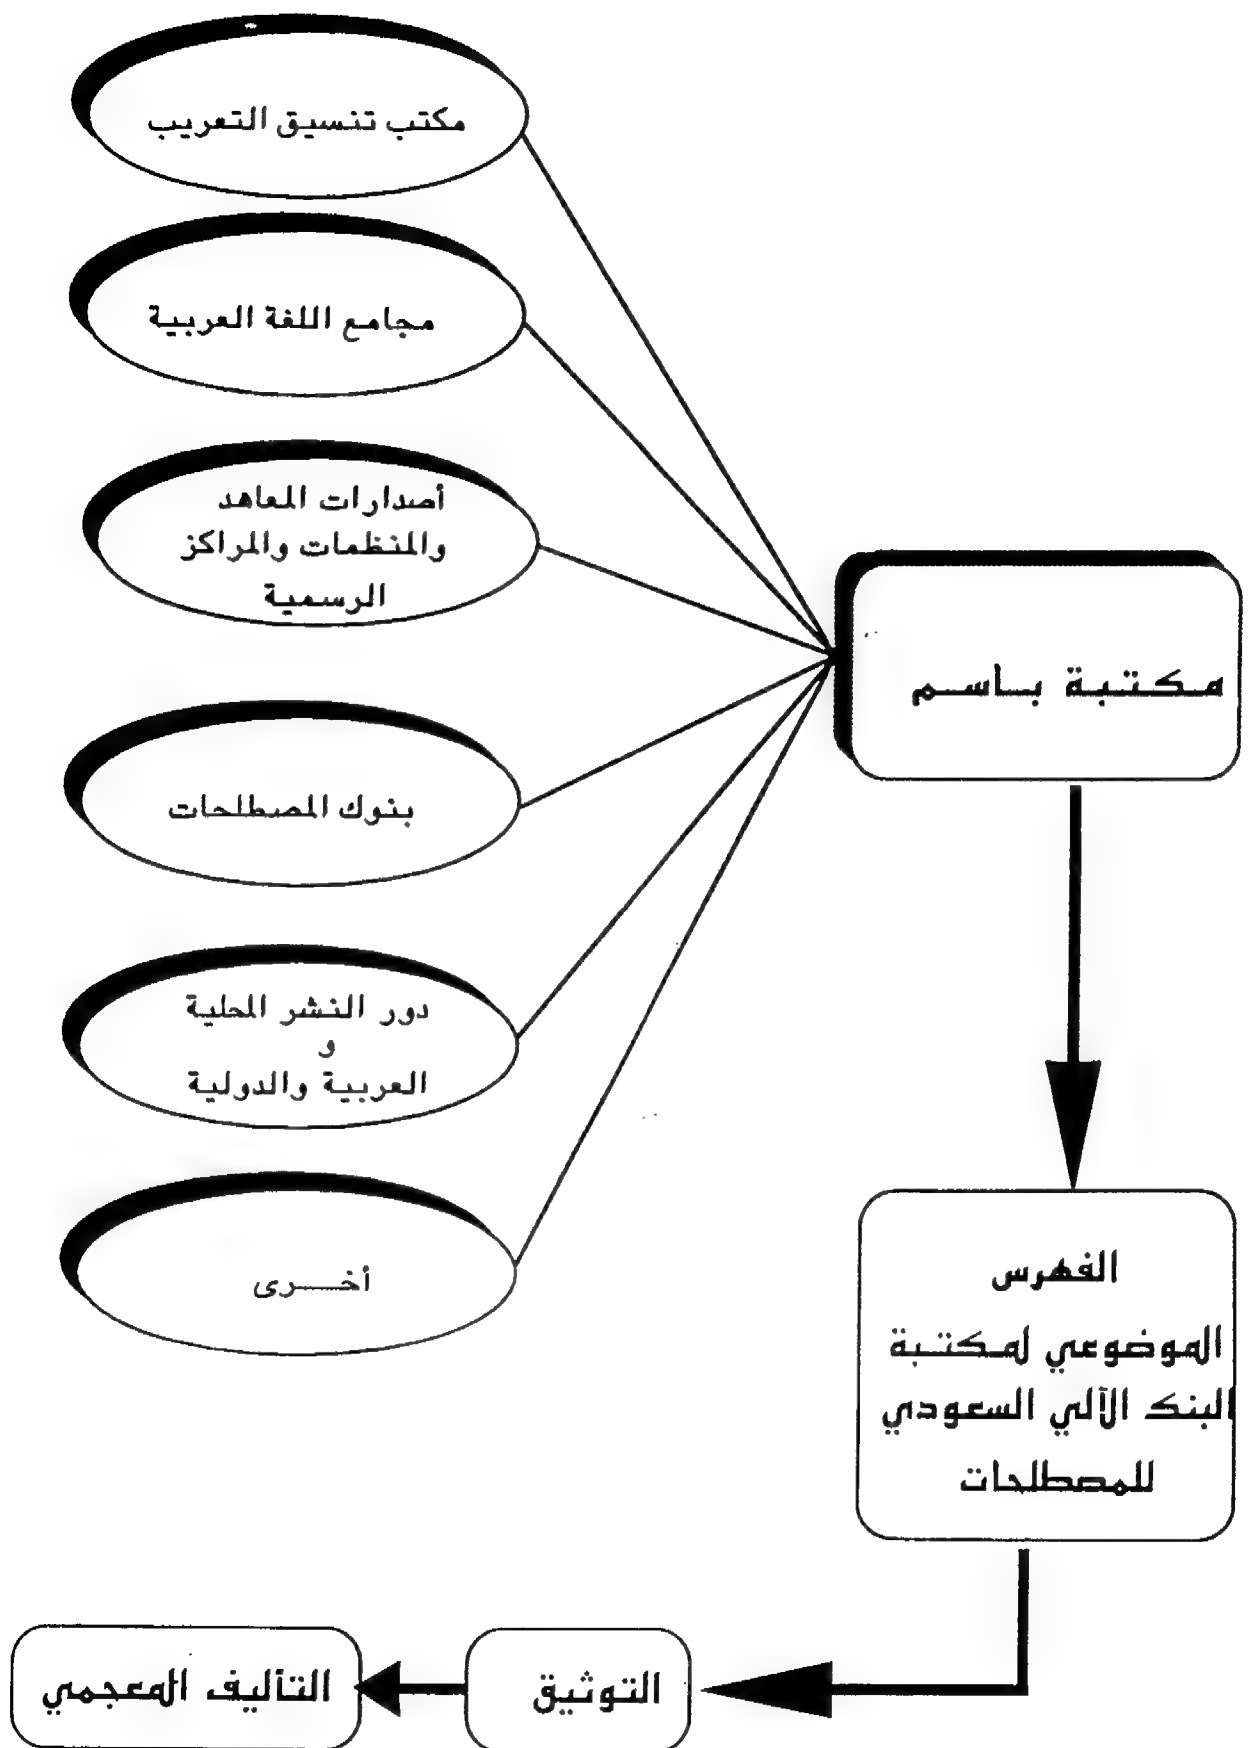 مكتب تنسيق التعريب
مجامع اللغة العربية
أصدارات المعاهد
والمنظمات والمراكز
الرسمية
بنوك المصطلحات
دور النشر المحلية
و
العربية والدولية
أخـــرى
مـكـتـبـة بـاسـم
الفهرس
الموضوعي لمكتبة
البنك الآلي السعودي
للمصطلحات
التوثيق
التأليف المعجمي